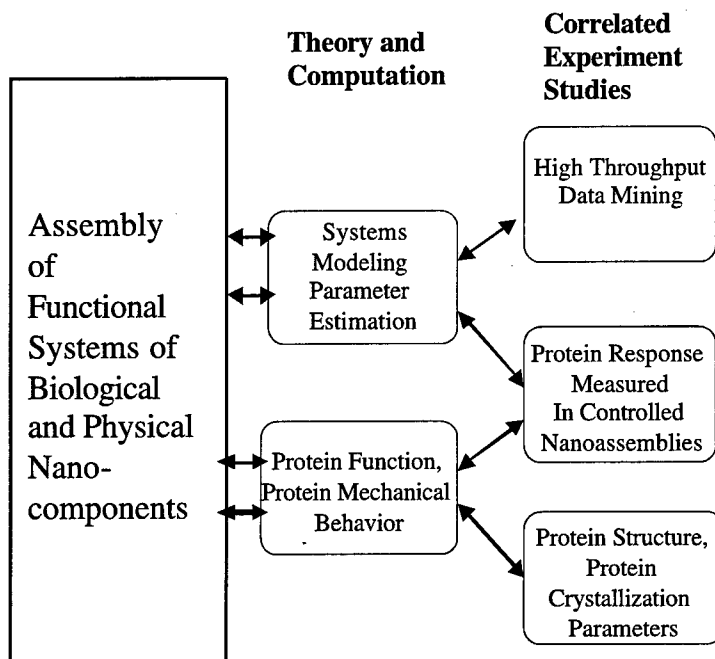 Theory and
Computation
Correlated
Experiment
Studies
Assembly
of
Functional
Systems of
Biological
and Physical
Nano-
components
Systems
Modeling
Parameter
Estimation
Protein Function,
Protein Mechanical
Behavior
High Throughput
Data Mining
Protein Response
Measured
In Controlled
Nanoassemblies
Protein Structure,
Protein
Crystallization
Parameters